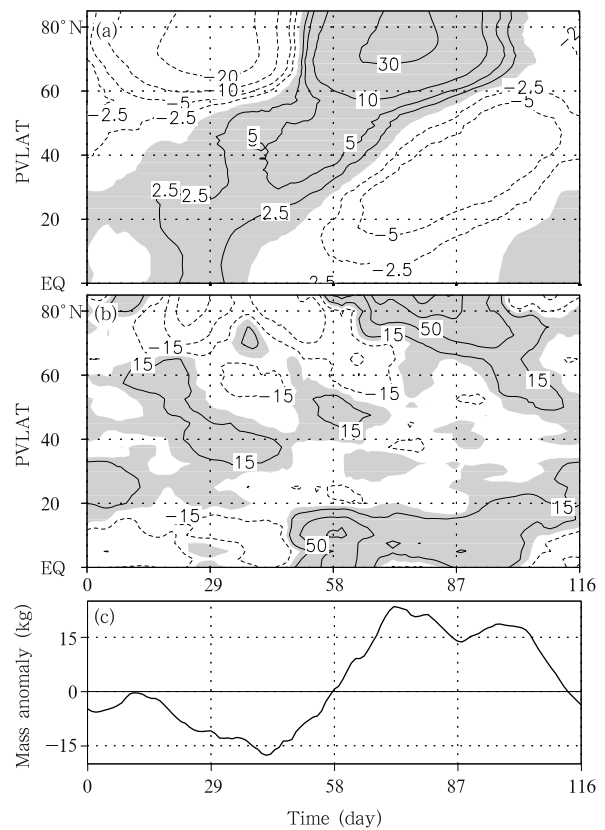 80°N (a) −2
−20 30
−2.5
−5 10 10
60 −5
−2.5 −2.5
PVLAT
5 5
40
2.5 2.5
2.5
20
−5
−2.5
EQ 2.5
80°N (b) 15 50
−15
15 15
60 −15 15
15
PVLAT
40 15
20 −15 15
50
EQ
0 29 58 87 116
(c)
Mass anomaly (kg)
15
0
−15
0 29 58 87 116
Time (day)